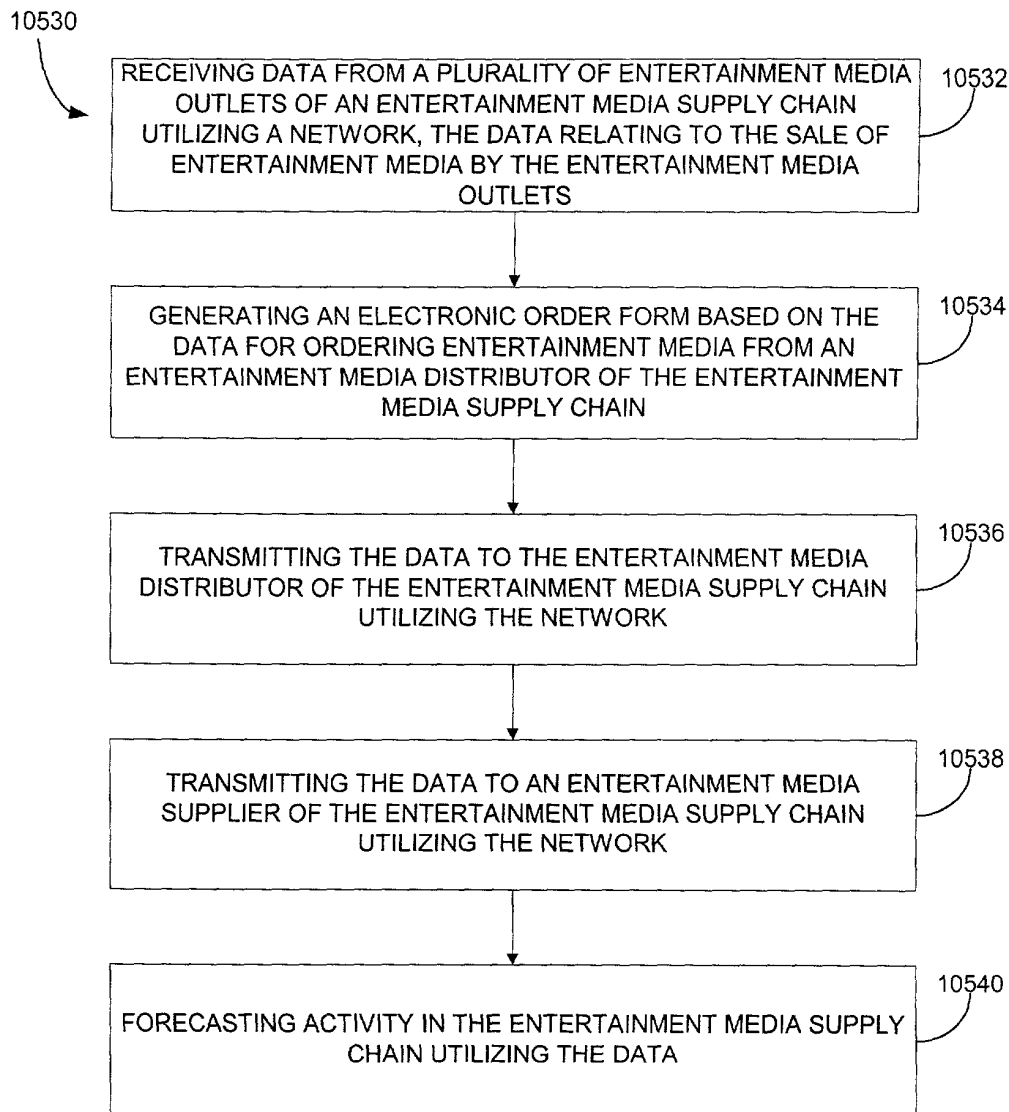 10530
RECEIVING DATA FROM A PLURALITY OF ENTERTAINMENT MEDIA
OUTLETS OF AN ENTERTAINMENT MEDIA SUPPLY CHAIN
UTILIZING A NETWORK, THE DATA RELATING TO THE SALE OF
ENTERTAINMENT MEDIA BY THE ENTERTAINMENT MEDIA
OUTLETS
10532
GENERATING AN ELECTRONIC ORDER FORM BASED ON THE
DATA FOR ORDERING ENTERTAINMENT MEDIA FROM AN
ENTERTAINMENT MEDIA DISTRIBUTOR OF THE ENTERTAINMENT
MEDIA SUPPLY CHAIN
10534
TRANSMITTING THE DATA TO THE ENTERTAINMENT MEDIA
DISTRIBUTOR OF THE ENTERTAINMENT MEDIA SUPPLY CHAIN
UTILIZING THE NETWORK
10536
TRANSMITTING THE DATA TO AN ENTERTAINMENT MEDIA
SUPPLIER OF THE ENTERTAINMENT MEDIA SUPPLY CHAIN
UTILIZING THE NETWORK
10538
FORECASTING ACTIVITY IN THE ENTERTAINMENT MEDIA SUPPLY
CHAIN UTILIZING THE DATA
10540